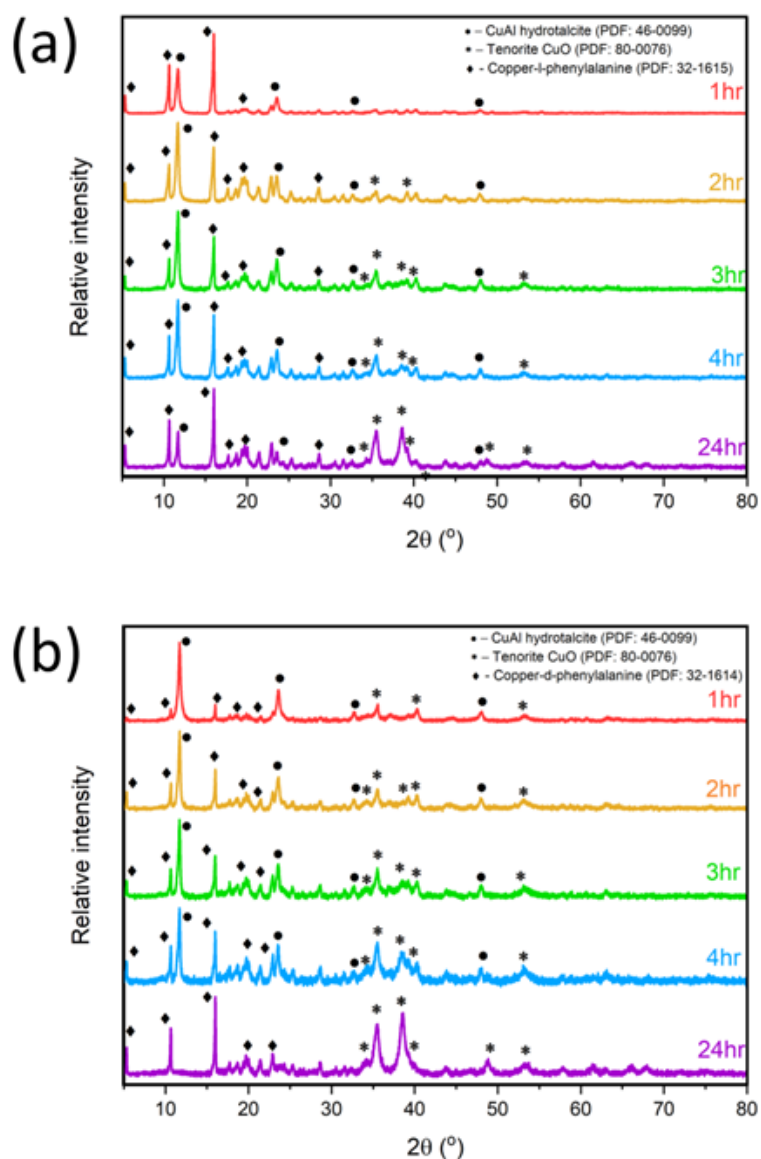 (a)
● – CuAl hydrotalcite (PDF: 46-0099)
* – Tenorite CuO (PDF: 80-0076)
♦ - Copper-l-phenylalanine (PDF: 32-1615)
1hr
2hr
3hr
4hr
24hr
Relative intensity
10 20 30 40 50 60 70 80
2θ (°)
(b)
● – CuAl hydrotalcite (PDF: 46-0099)
* – Tenorite CuO (PDF: 80-0076)
♦ - Copper-d-phenylalanine (PDF: 32-1614)
1hr
2hr
3hr
4hr
24hr
Relative intensity
10 20 30 40 50 60 70 80
2θ (°)